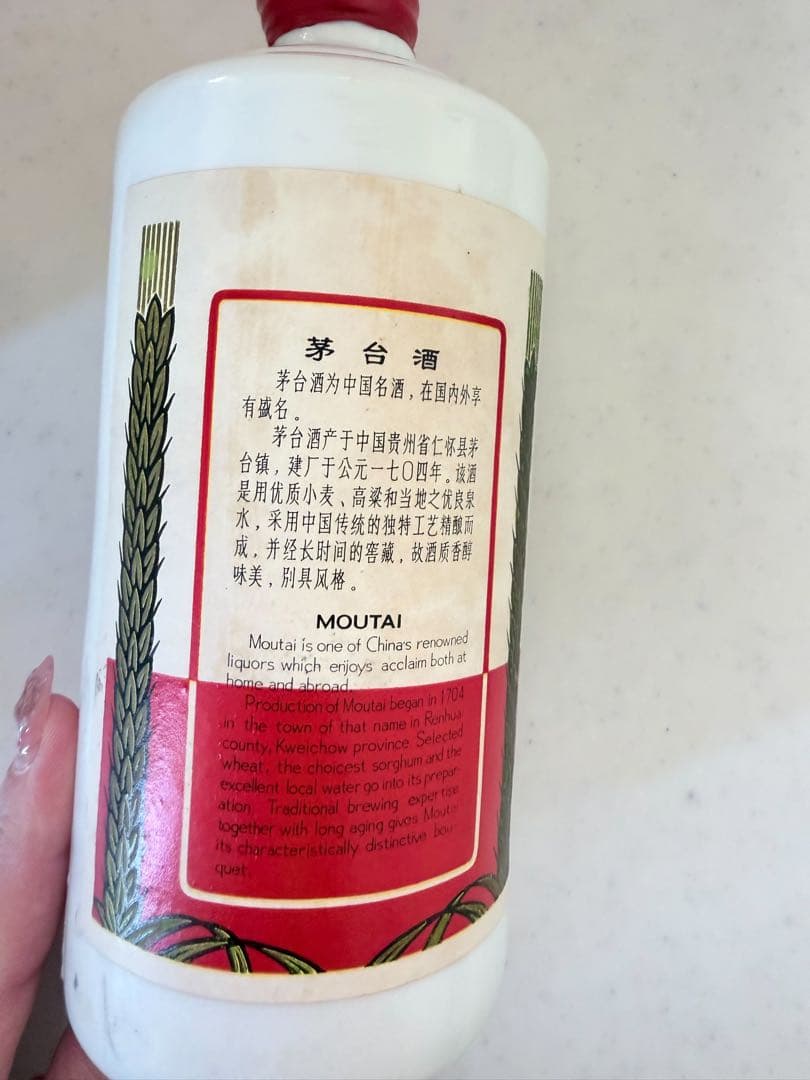 茅台酒
茅台酒为中国名酒，在国内外享
有盛名。
茅台酒产于中国贵州省仁怀县茅
台镇，建厂于公元一七〇四年。该酒
是用优质小麦、高粱和当地之优良泉
水，采用中国传统的独特工艺精酿而
成，并经长时间的窖藏，故酒质香醇
味美，别具风格。
MOUTAI
Moutai is one of China's renowned
liquors which enjoys acclaim both at
home and abroad.
Production of Moutai began in 1704
in the town of that name in Renhua
county, Kweichow province. Selected
wheat, the choicest sorghum and the
excellent local water go into its prepar-
ation. Traditional brewing expertise
together with long aging gives Moutai
its characteristically distinctive bou-
quet.